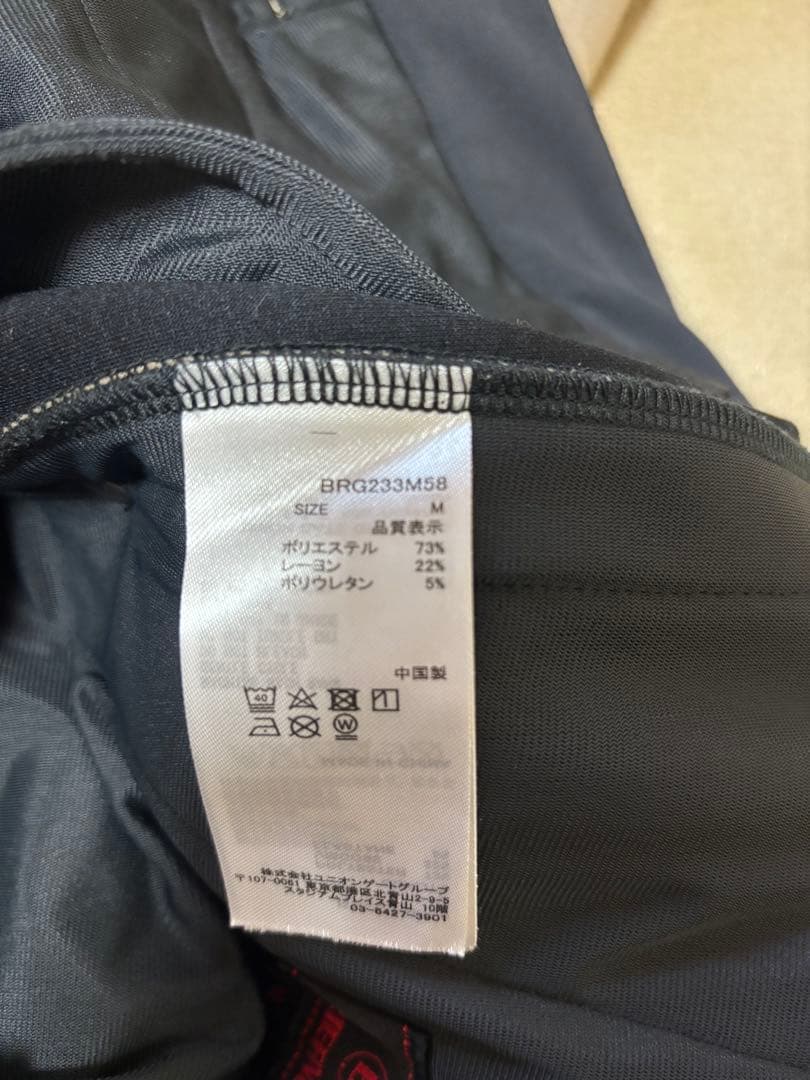 BRG233M58
SIZE M
品質表示
ポリエステル 73%
レーヨン 22%
ポリウレタン 5%
中国製
40
W
株式会社ユニオンゲートグループ
〒107-0061 東京都港区北青山2-9-5
スタジアムプレイス青山 10階
03-6427-3901